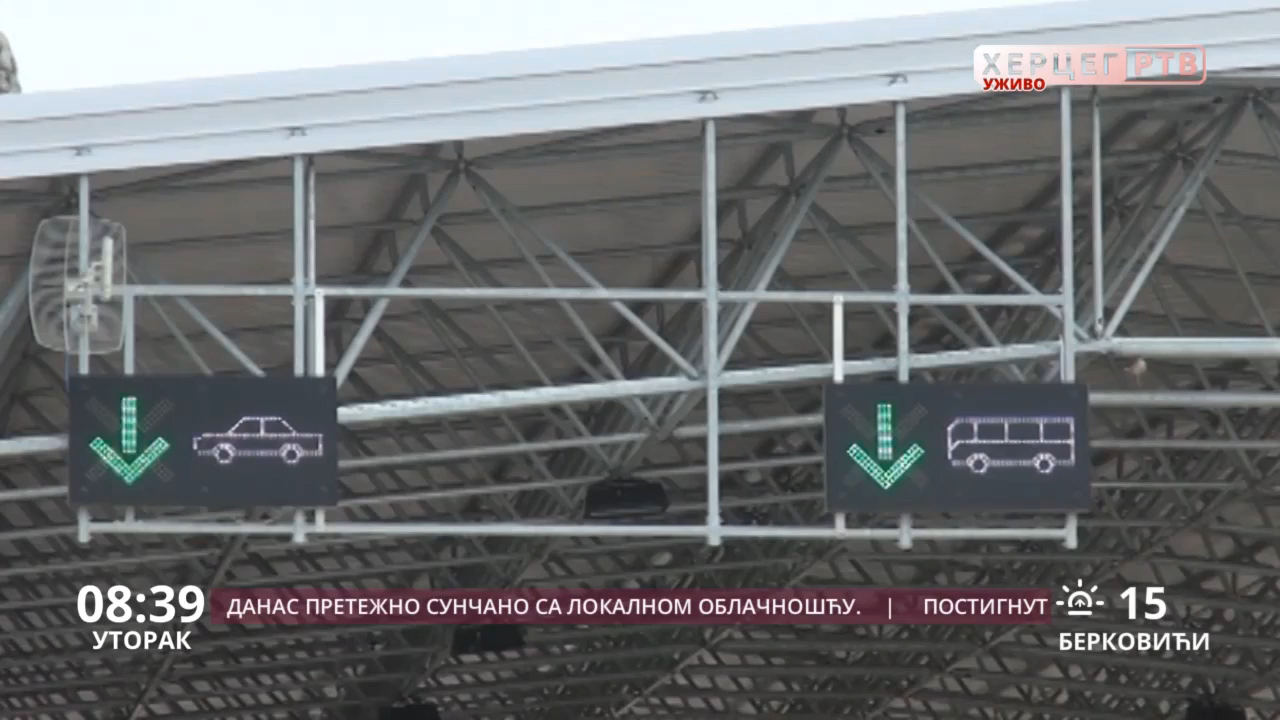 ХЕРЦЕГ РТВ
УЖИВО
08:39
УТОРАК
ДАНАС ПРЕТЕЖНО СУНЧАНО СА ЛОКАЛНОМ ОБЛАЧНОШЋУ. | ПОСТИГНУТ
15
БЕРКОВИЋИ